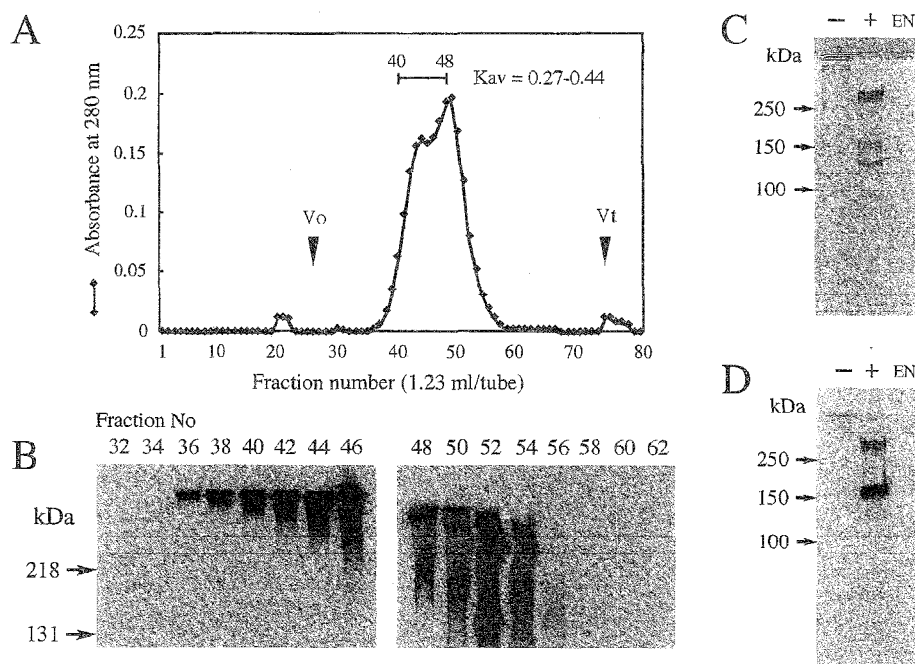 A
Absorbance at 280 nm
0.25
0.2
0.15
0.1
0.05
0
40 48
Kav = 0.27-0.44
Vo
Vt
1 10 20 30 40 50 60 70 80
Fraction number (1.23 ml/tube)
B
Fraction No
32 34 36 38 40 42 44 46 48 50 52 54 56 58 60 62
kDa
218
131
C
− + EN
kDa
250
150
100
D
− + EN
kDa
250
150
100